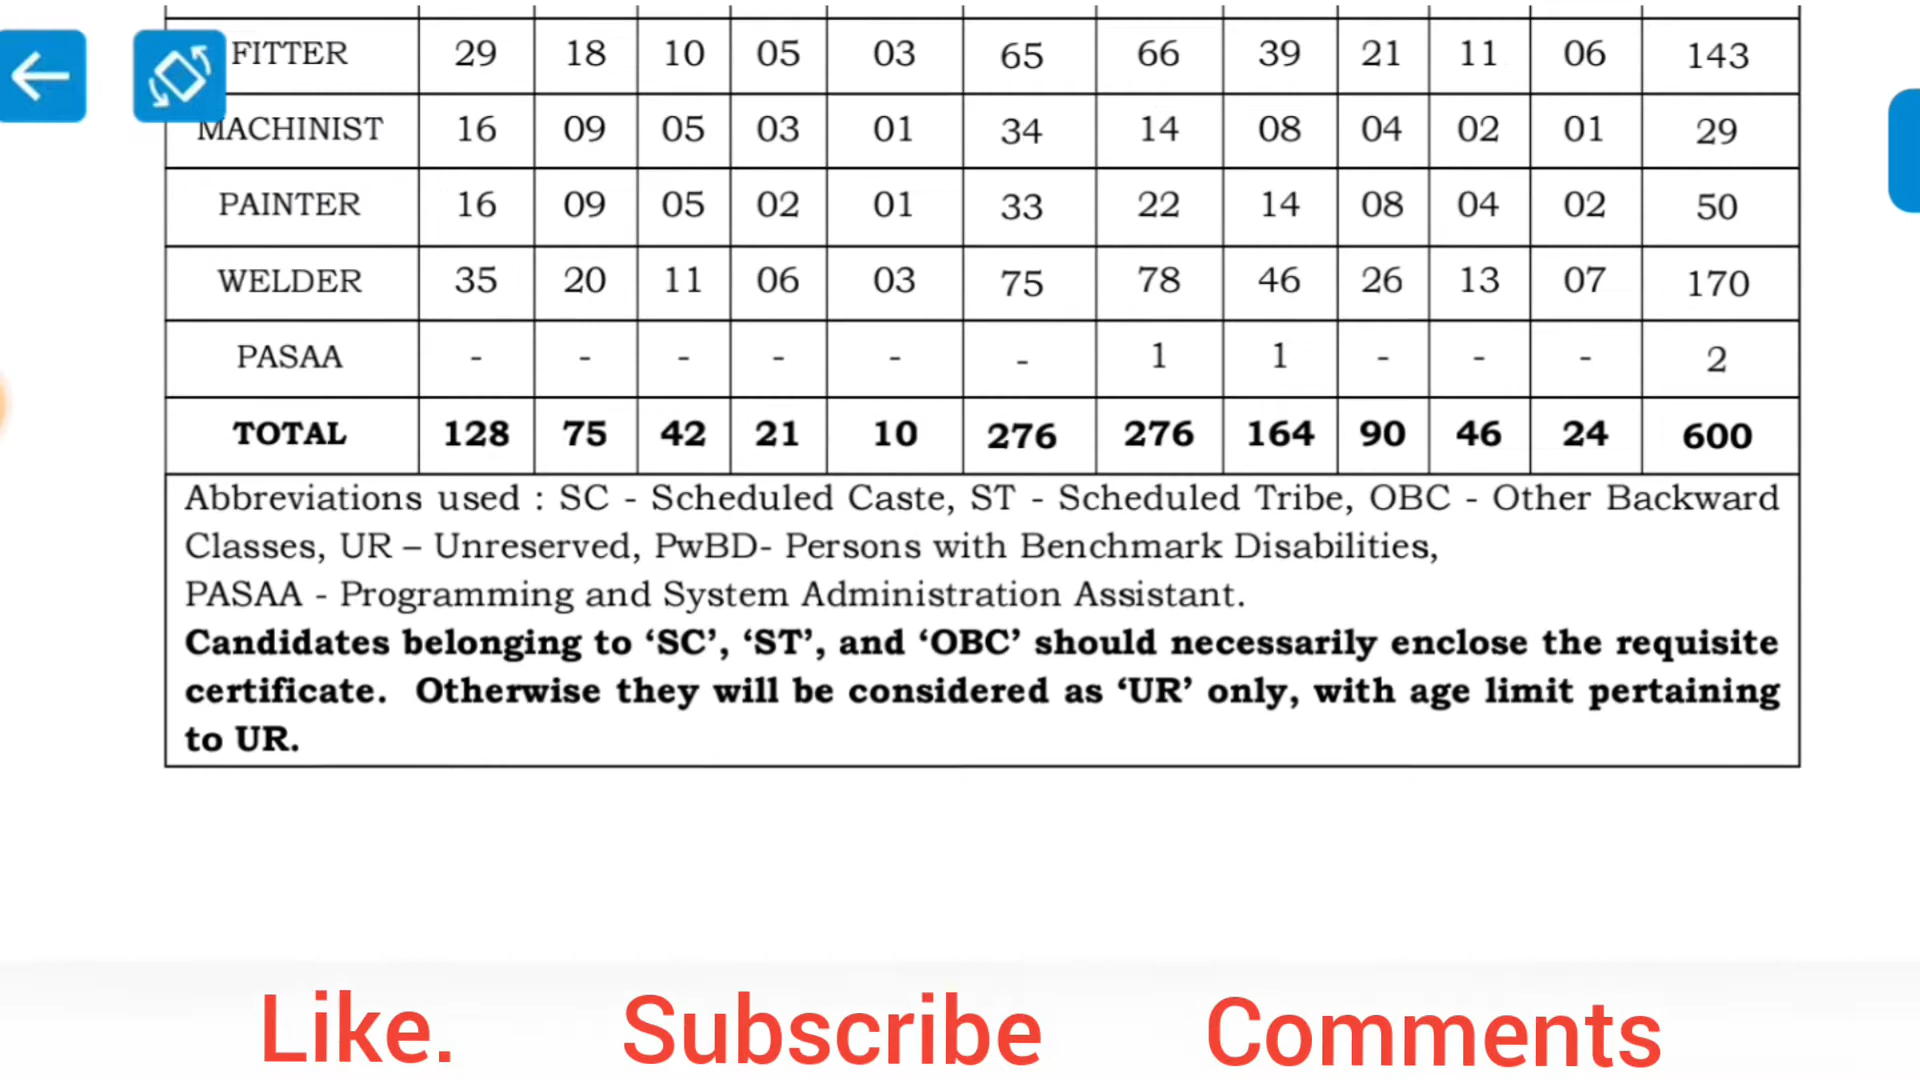 FITTER 29 18 10 05 03 65 66 39 21 11 06 143
MACHINIST 16 09 05 03 01 34 14 08 04 02 01 29
PAINTER 16 09 05 02 01 33 22 14 08 04 02 50
WELDER 35 20 11 06 03 75 78 46 26 13 07 170
PASAA - - - - - - 1 1 - - - 2
TOTAL 128 75 42 21 10 276 276 164 90 46 24 600
Abbreviations used : SC - Scheduled Caste, ST - Scheduled Tribe, OBC - Other Backward
Classes, UR – Unreserved, PwBD- Persons with Benchmark Disabilities,
PASAA - Programming and System Administration Assistant.
Candidates belonging to ‘SC’, ‘ST’, and ‘OBC’ should necessarily enclose the requisite
certificate. Otherwise they will be considered as ‘UR’ only, with age limit pertaining
to UR.
Like. Subscribe Comments